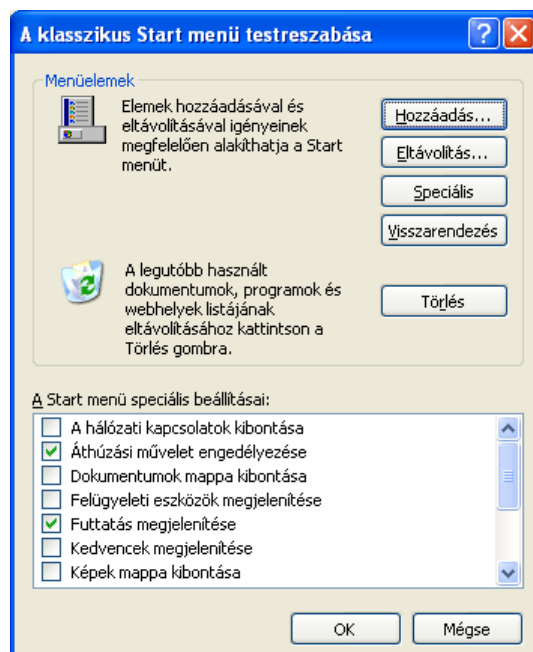 A klasszikus Start menü testreszabása
Menüelemek
Elemek hozzáadásával és
eltávolításával igényeinek
megfelelően alakíthatja a Start
menüt.
Hozzáadás...
Eltávolítás...
Speciális
Visszarendezés
A legutóbb használt
dokumentumok, programok és
webhelyek listájának
eltávolításához kattintson a
Törlés gombra.
Törlés
A Start menü speciális beállításai:
A hálózati kapcsolatok kibontása
Áthúzási művelet engedélyezése
Dokumentumok mappa kibontása
Felügyeleti eszközök megjelenítése
Futtatás megjelenítése
Kedvencek megjelenítése
Képek mappa kibontása
OK
Mégse